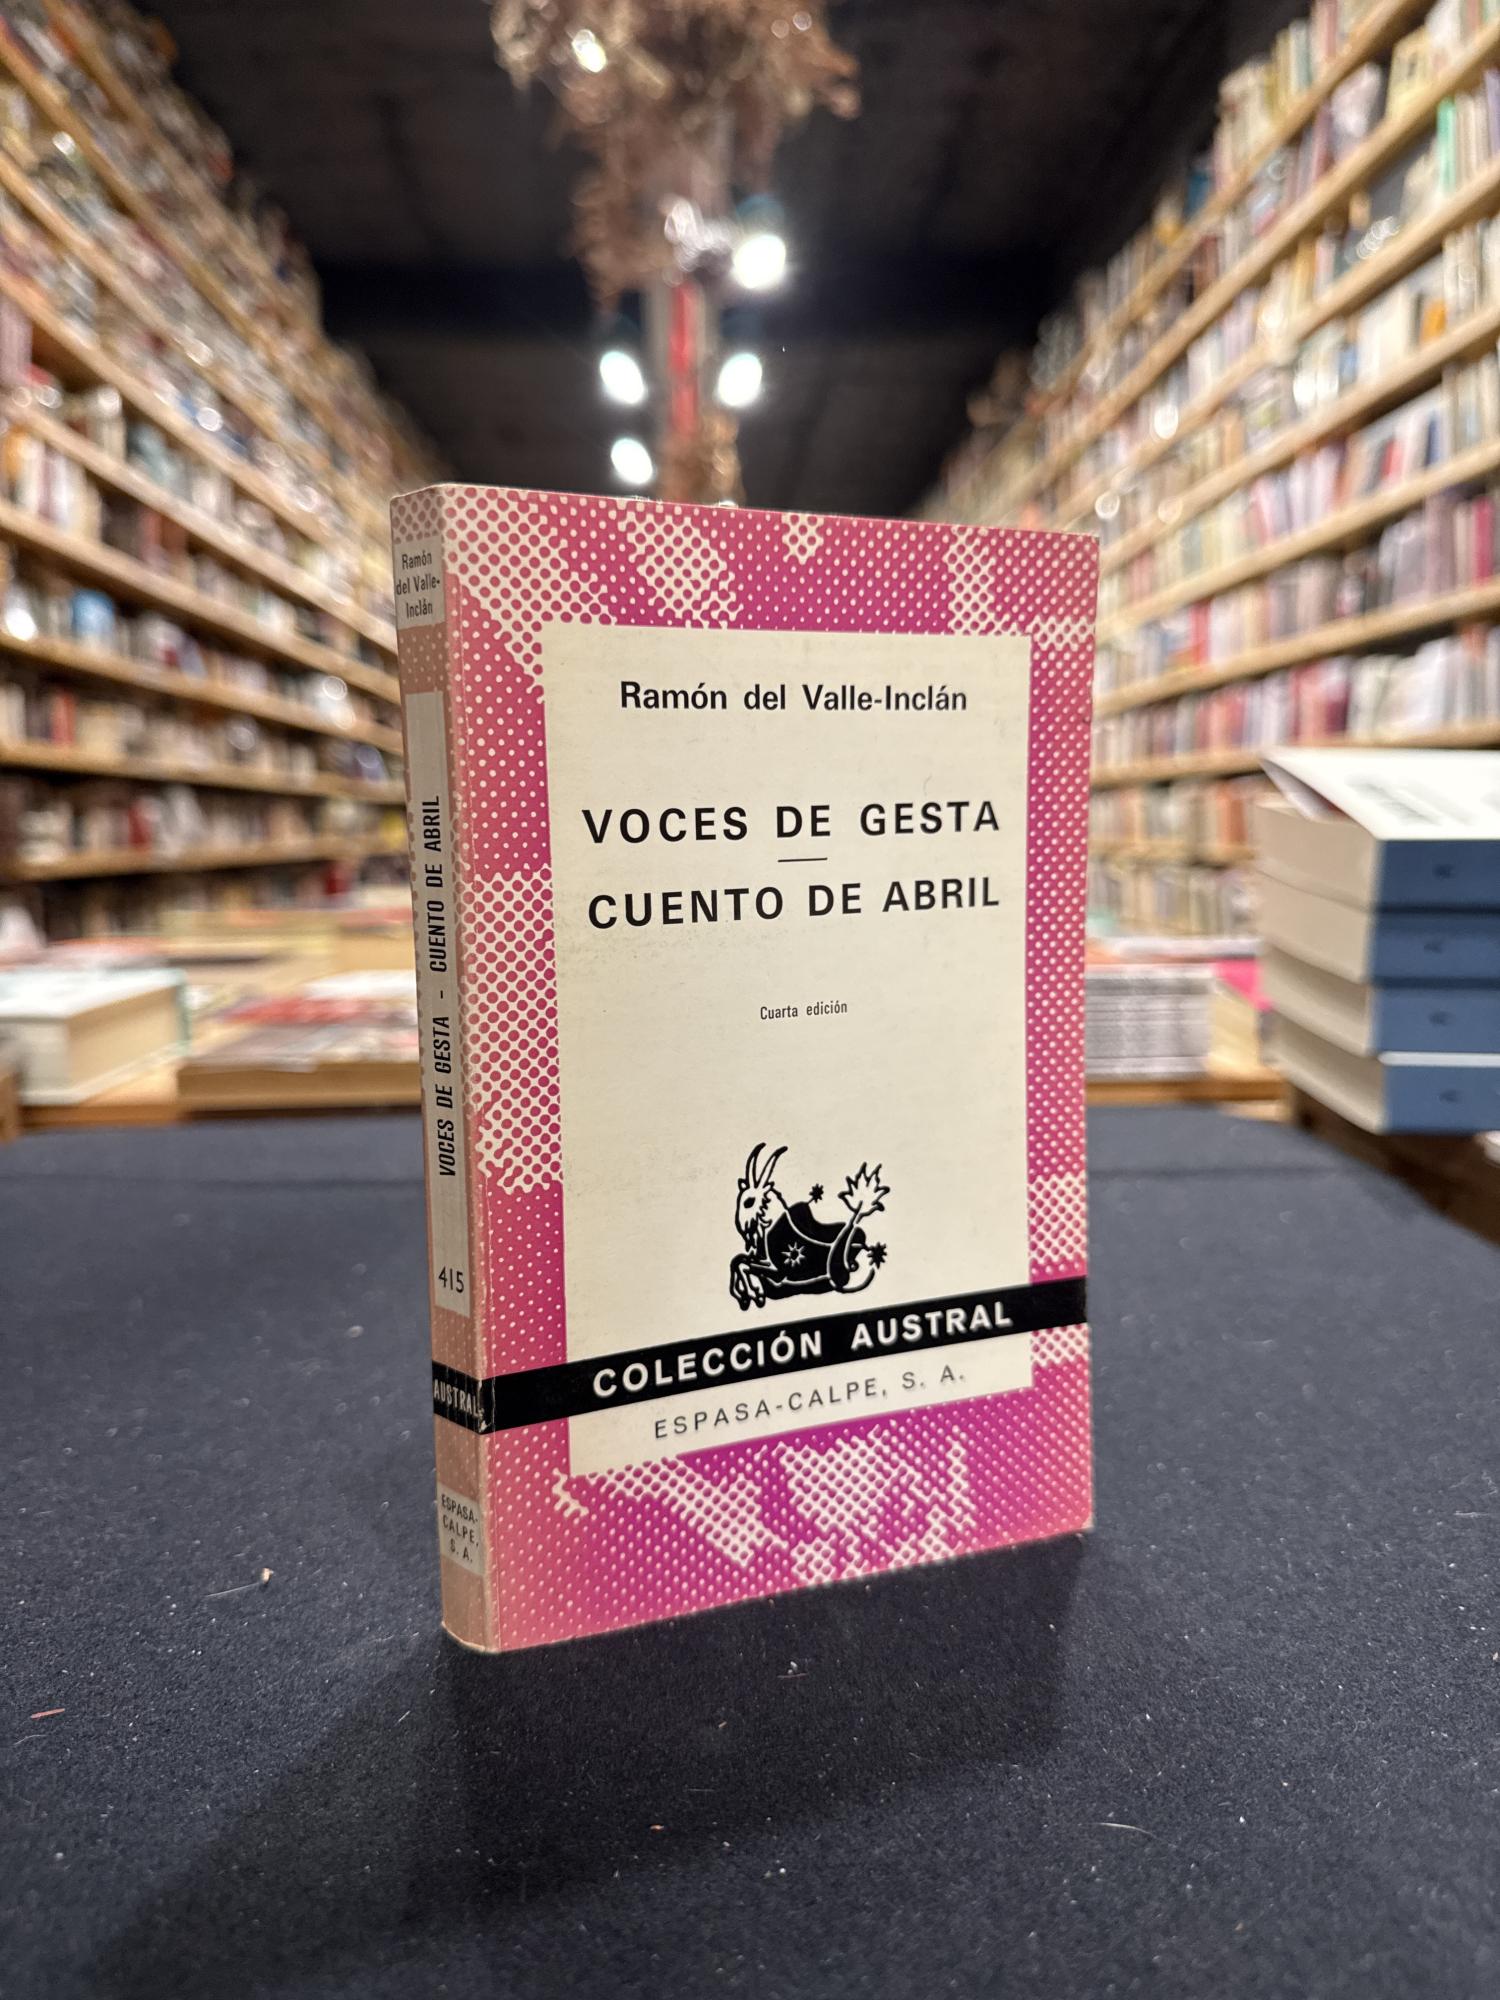 Ramón
del Valle-
Inclán
VOCES DE GESTA - CUENTO DE ABRIL
415
AUSTRAL
ESPASA-
CALPE,
S. A.
Ramón del Valle-Inclán
VOCES DE GESTA
CUENTO DE ABRIL
Cuarta edición
COLECCIÓN AUSTRAL
ESPASA-CALPE, S. A.